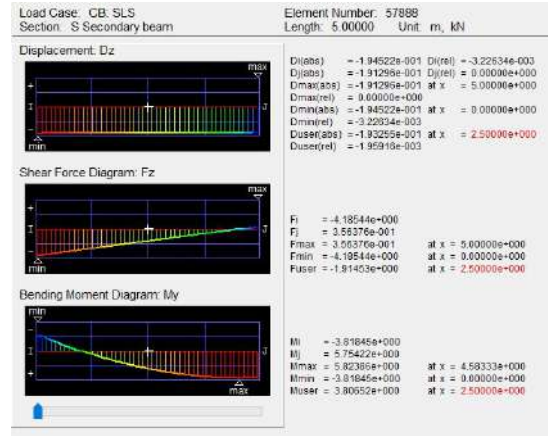 Load Case: CB: SLS
Section: S Secondary beam
Element Number: 57888
Length: 5.00000 Unit: m, kN
Displacement: Dz
max
+
I
J
-
min
Di(abs) =-1.94522e-001 Di(rel) =-3.22634e-003
Dj(abs) =-1.91296e-001 Dj(rel) = 0.00000e+000
Dmax(abs) =-1.91296e-001 at x = 5.00000e+000
Dmax(rel) = 0.00000e+000
Dmin(abs) =-1.94522e-001 at x = 0.00000e+000
Dmin(rel) =-3.22634e-003
Duser(abs) =-1.93255e-001 at x = 2.50000e+000
Duser(rel) =-1.95916e-003
Shear Force Diagram: Fz
max
+
I
J
-
min
Fi =-4.18544e+000
Fj = 3.56376e-001
Fmax = 3.56376e-001 at x = 5.00000e+000
Fmin =-4.18544e+000 at x = 0.00000e+000
Fuser =-1.91453e+000 at x = 2.50000e+000
Bending Moment Diagram: My
min
-
I
J
+
max
Mi =-3.81845e+000
Mj = 5.75422e+000
Mmax = 5.82386e+000 at x = 4.58333e+000
Mmin =-3.81845e+000 at x = 0.00000e+000
Muser = 3.80652e+000 at x = 2.50000e+000